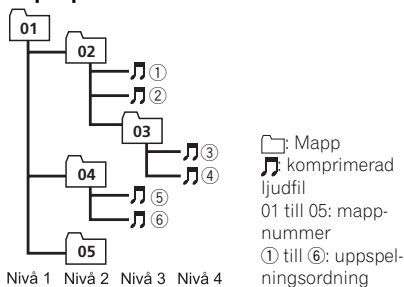 01
02
①
②
03
③
④
04
⑤
⑥
05
Nivå 1 Nivå 2 Nivå 3 Nivå 4
: Mapp
: komprimerad
ljudfil
01 till 05: mapp-
nummer
① till ⑥: uppspel-
ningsordning